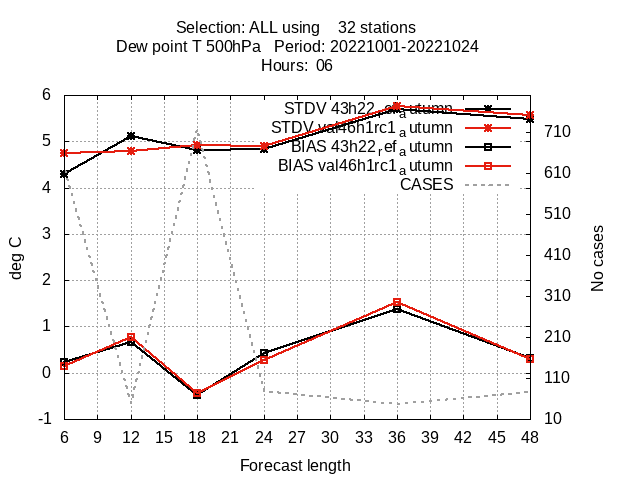 Selection: ALL using    32 stations
Dew point T 500hPa   Period: 20221001-20221024
Hours:  06
STDV 43h22_ref_autumn
STDV val46h1rc1_autumn
BIAS 43h22_ref_autumn
BIAS val46h1rc1_autumn
CASES
deg C
6
5
4
3
2
1
0
-1
710
610
510
410
310
210
110
10
No cases
6 9 12 15 18 21 24 27 30 33 36 39 42 45 48
Forecast length